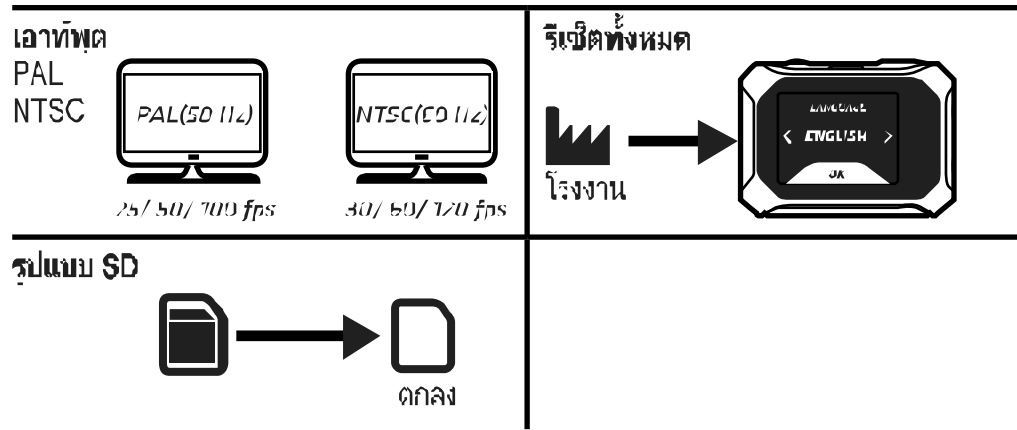 เอาท์พุต
PAL
NTSC
PAL(50 Hz)
NTSC(60 Hz)
25/ 50/ 100 fps
30/ 60/ 120 fps
รีเซ็ตทั้งหมด
LANGUAGE
ENGLISH
OK
โรงงาน
รูปแบบ SD
ตกลง